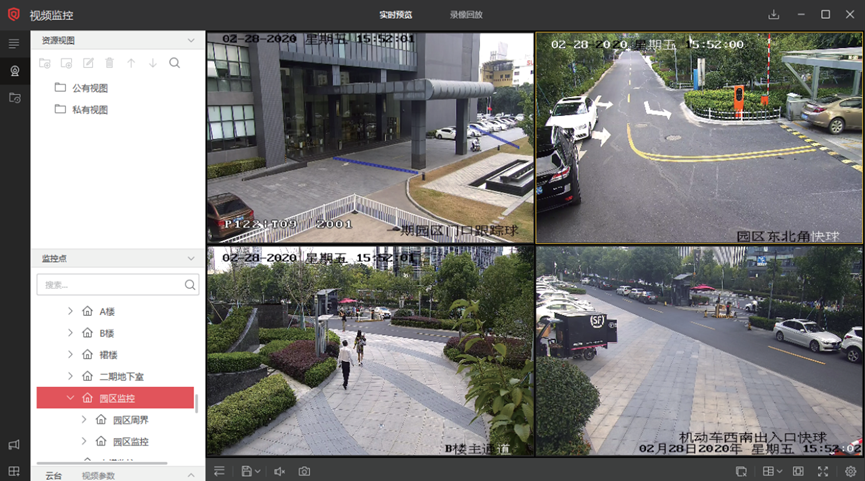 视频监控
实时预览
录像回放
资源视图
公有视图
私有视图
监控点
搜索...
A楼
B楼
裙楼
二期地下室
园区监控
园区周界
园区监控
云台
视频参数
02-28-2020 星期五 15:52:01
一期园区门口跟踪球
02-28-2020 星期五 15:52:00
园区东北角快球
02-28-2020 星期五 15:52:01
B楼主通道
SF
机动车西南出入口快球
02月28日2020年 星期五 15:52:02